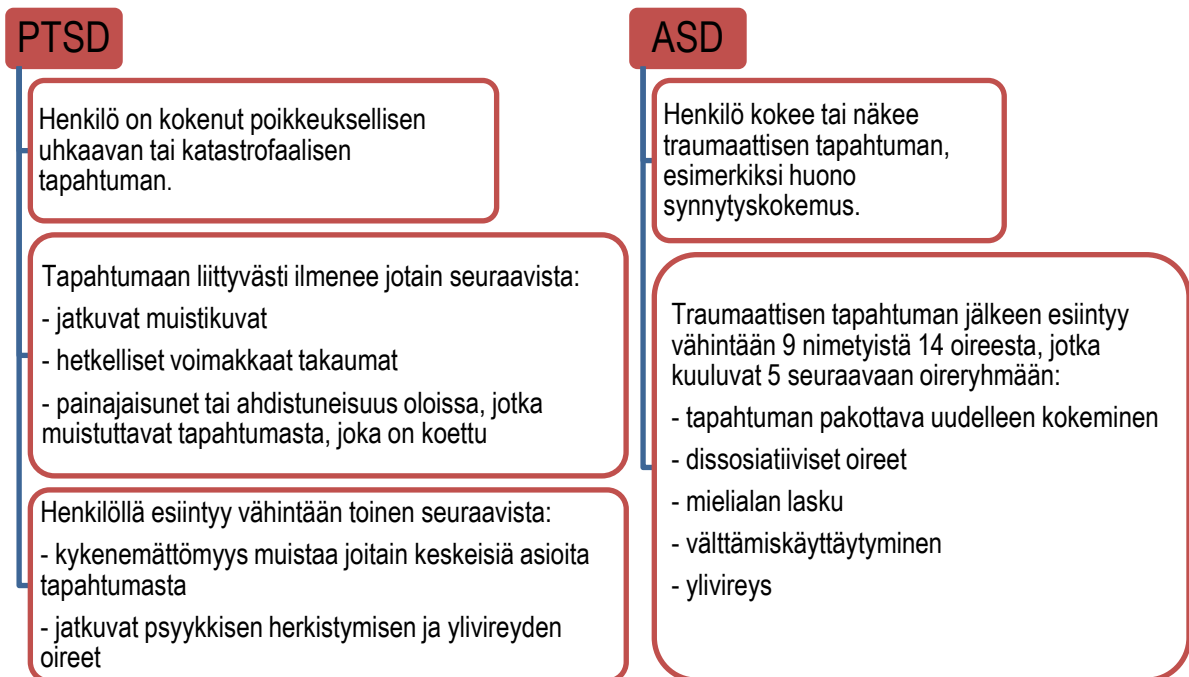 PTSD
Henkilö on kokenut poikkeuksellisen
uhkaavan tai katastrofaalisen
tapahtuman.
Tapahtumaan liittyvästi ilmenee jotain seuraavista:
- jatkuvat muistikuvat
- hetkelliset voimakkaat takaumat
- painajaisunet tai ahdistuneisuus oloissa, jotka
muistuttavat tapahtumasta, joka on koettu
Henkilöllä esiintyy vähintään toinen seuraavista:
- kykenemättömyys muistaa joitain keskeisiä asioita
tapahtumasta
- jatkuvat psyykkisen herkistymisen ja ylivireyden
oireet
ASD
Henkilö kokee tai näkee
traumaattisen tapahtuman,
esimerkiksi huono
synnytyskokemus.
Traumaattisen tapahtuman jälkeen esiintyy
vähintään 9 nimetyistä 14 oireesta, jotka
kuuluvat 5 seuraavaan oireryhmään:
- tapahtuman pakottava uudelleen kokeminen
- dissosiatiiviset oireet
- mielialan lasku
- välttämiskäyttäytyminen
- ylivireys